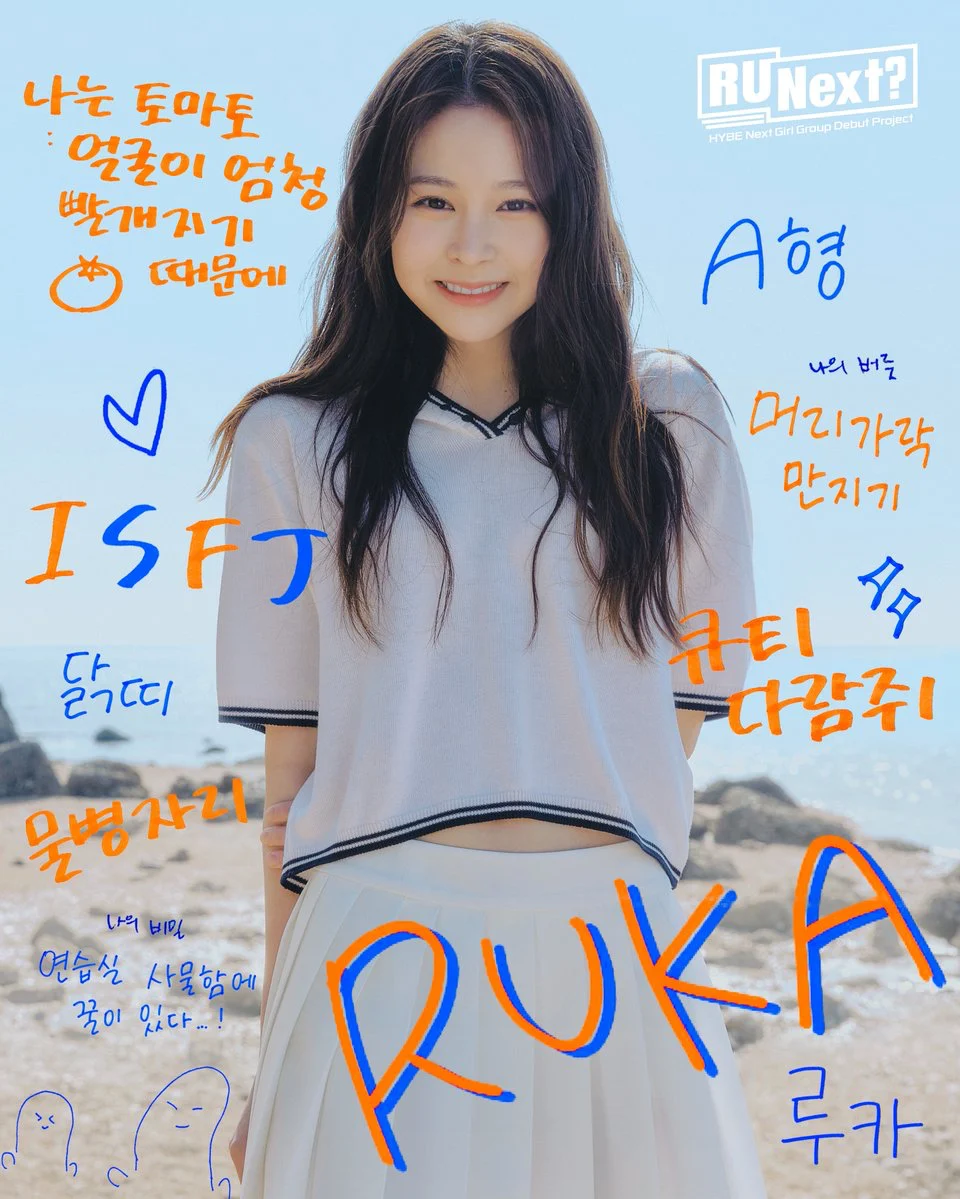 RU Next?
HYBE Next Girl Group Debut Project
나는 토마토
: 얼굴이 엄청
빨개지기
때문에
A형
나의 버릇
머리가락
만지기
ISFJ
큐티
다람쥐
닭띠
물병자리
나의 비밀
연습실 사물함에
꿀이 있다...!
RUKA
루카